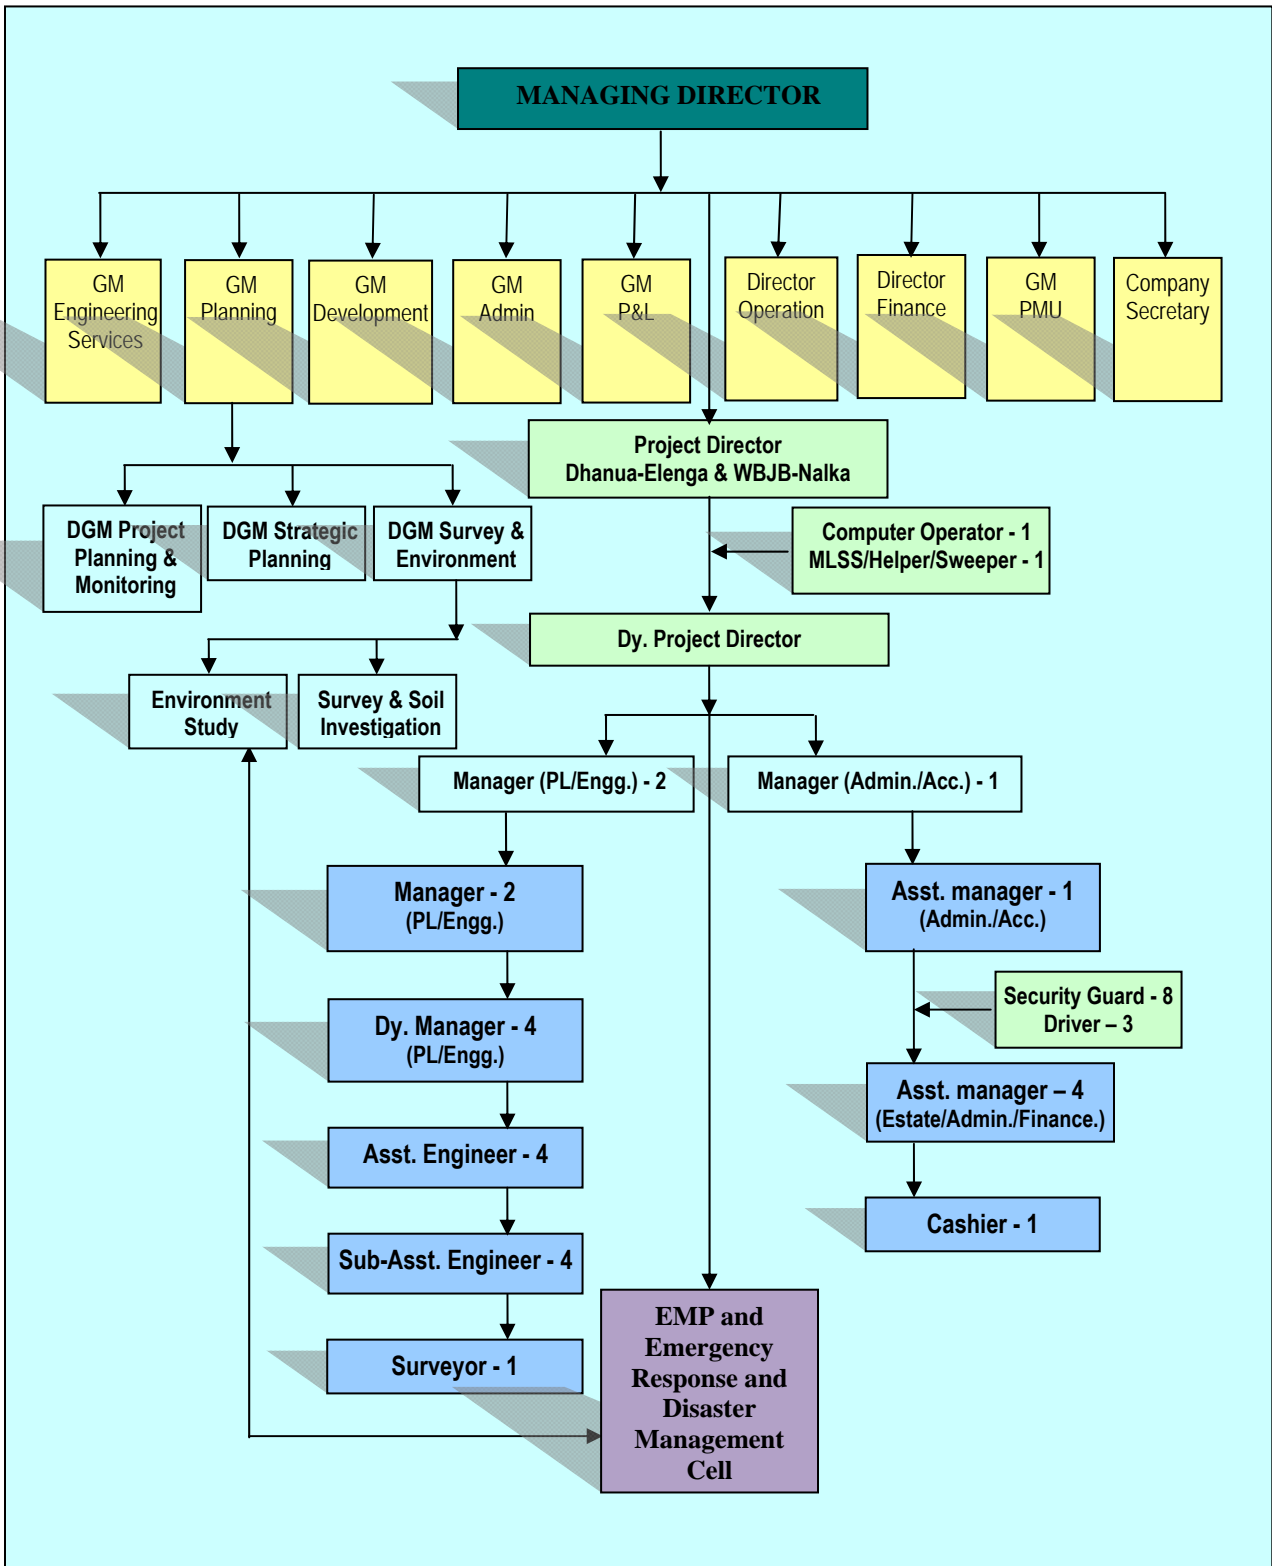 MANAGING DIRECTOR
GM
Engineering
Services
GM
Planning
GM
Development
GM
Admin
GM
P&L
Director
Operation
Director
Finance
GM
PMU
Company
Secretary
Project Director
Dhanua-Elenga & WBJB-Nalka
DGM Project
Planning &
Monitoring
DGM Strategic
Planning
DGM Survey &
Environment
Computer Operator - 1
MLSS/Helper/Sweeper - 1
Dy. Project Director
Environment
Study
Survey & Soil
Investigation
Manager (PL/Engg.) - 2
Manager (Admin./Acc.) - 1
Manager - 2
(PL/Engg.)
Asst. manager - 1
(Admin./Acc.)
Security Guard - 8
Driver – 3
Dy. Manager - 4
(PL/Engg.)
Asst. manager – 4
(Estate/Admin./Finance.)
Asst. Engineer - 4
Cashier - 1
Sub-Asst. Engineer - 4
Surveyor - 1
EMP and
Emergency
Response and
Disaster
Management
Cell